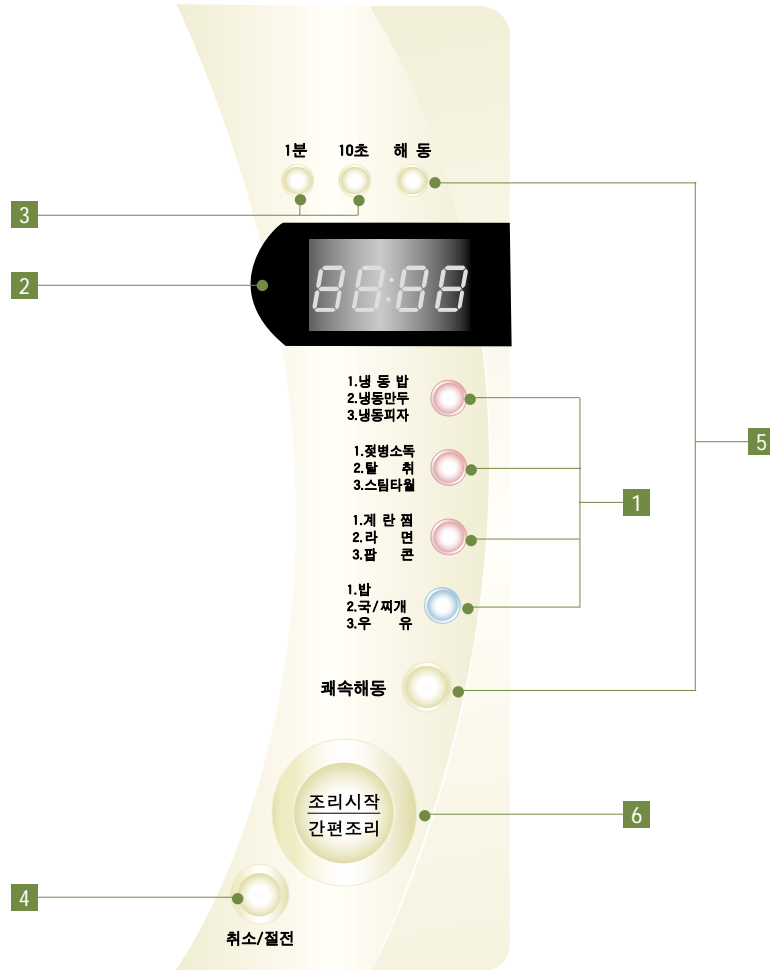 1분 10초 해 동
3
2
88:88
1.냉 동 밥
2.냉동만두
3.냉동피자
5
1.젖병소독
2.탈 취
3.스팀타월
1
1.계 란 찜
2.라 면
3.팝 콘
1.밥
2.국/찌개
3.우 유
쾌속해동
조리시작
간편조리
6
4
취소/절전